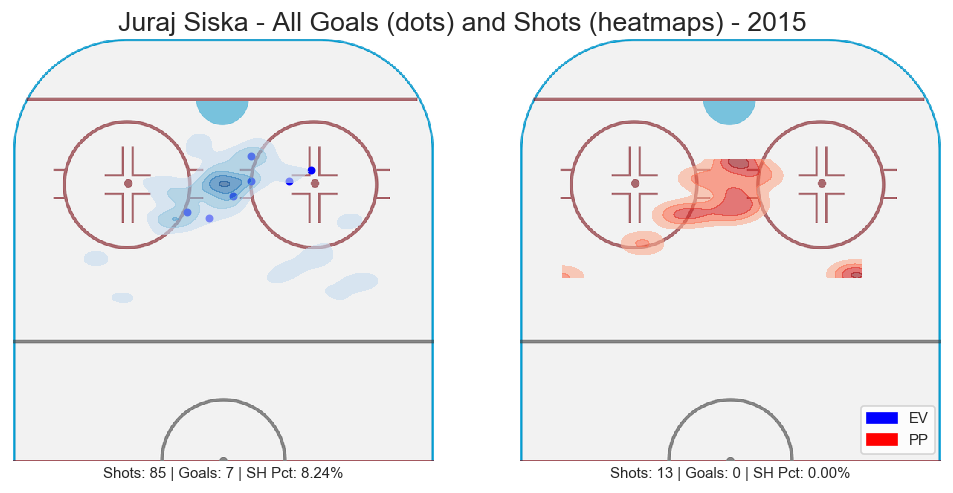 Juraj Siska - All Goals (dots) and Shots (heatmaps) - 2015
EV
PP
Shots: 85 | Goals: 7 | SH Pct: 8.24%
Shots: 13 | Goals: 0 | SH Pct: 0.00%